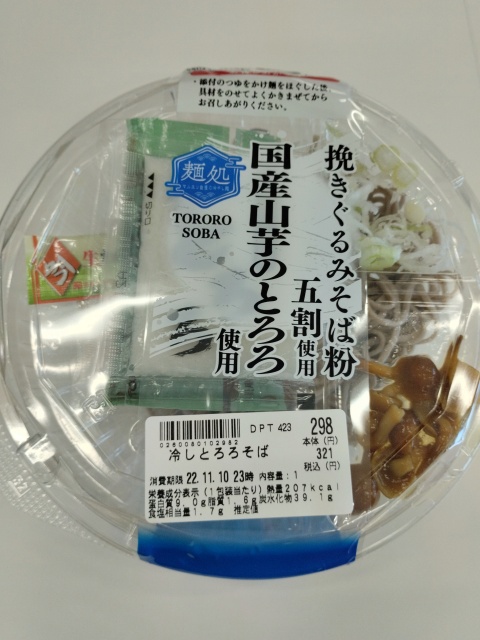 ・添付のつゆをかけ麺をほぐした後
具材をのせてよくかきまぜてから
お召しあがりください。
麺処
TORORO
SOBA
挽きぐるみそば粉
五割使用
国産山芋のとろろ
使用
切り口
DPT 423
298
本体(円)
321
税込(円)
0260080102982
冷しとろろそば
消費期限 22.11.10 23時 内容量:1
栄養成分表示(1包装当たり)熱量207kcal
蛋白質9.0g脂質1.6g炭水化物39.1g
食塩相当量1.7g 推定値